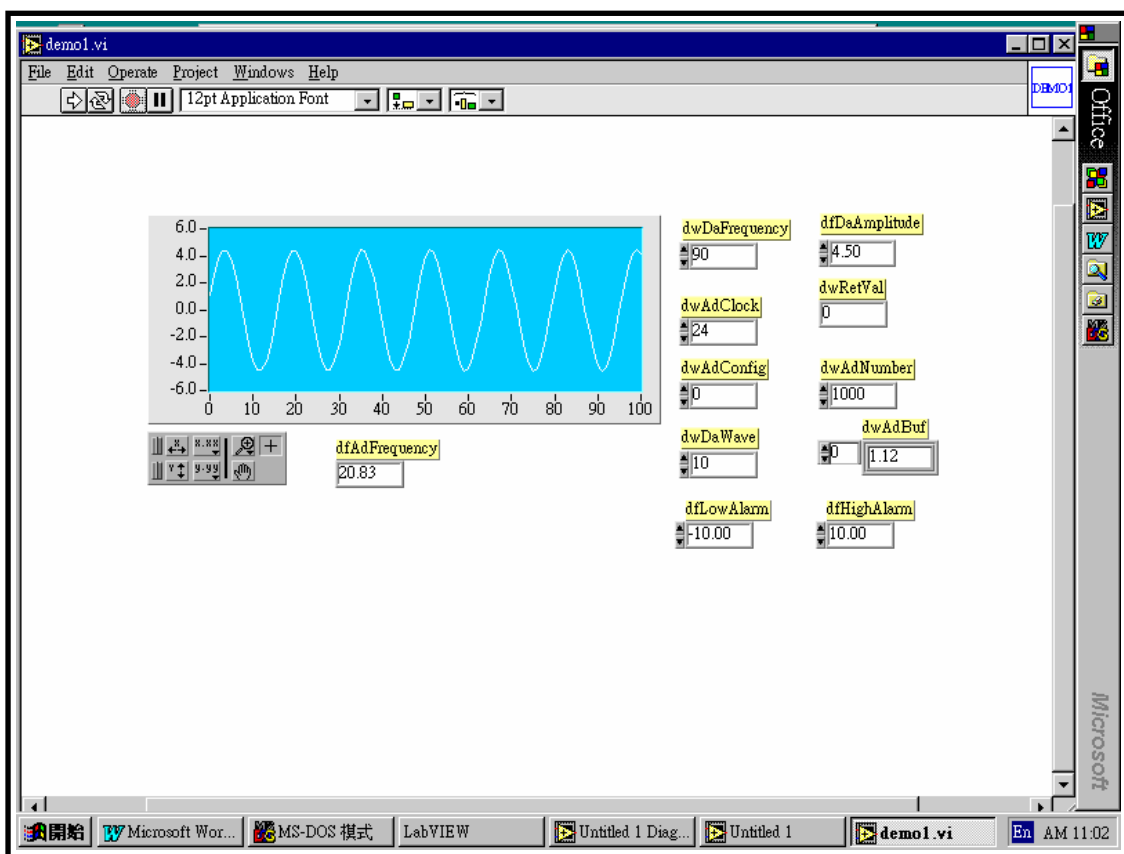 demo1.vi
File Edit Operate Project Windows Help
12pt Application Font
DEMO1
Office
6.0
4.0
2.0
0.0
-2.0
-4.0
-6.0
0 10 20 30 40 50 60 70 80 90 100
dwDaFrequency
90
dfDaAmplitude
4.50
dwRetVal
0
dwAdClock
24
dwAdConfig
0
dwAdNumber
1000
dwDaWave
10
dwAdBuf
0 1.12
dfLowAlarm
-10.00
dfHighAlarm
10.00
X X.XX
Y Y.YY
dfAdFrequency
20.83
Microsoft
開始 Microsoft Wor... MS-DOS 模式 LabVIEW Untitled 1 Diag... Untitled 1 demo1.vi En AM 11:02